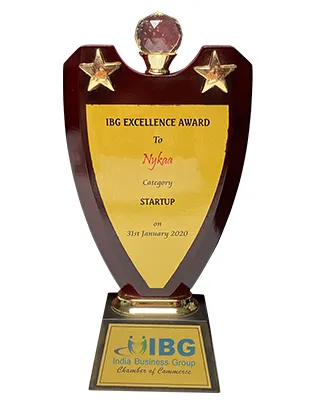 IBG EXCELLENCE AWARD
To
Nykaa
Category
STARTUP
on
31st January 2020
IBG
India Business Group
Chamber of Commerce